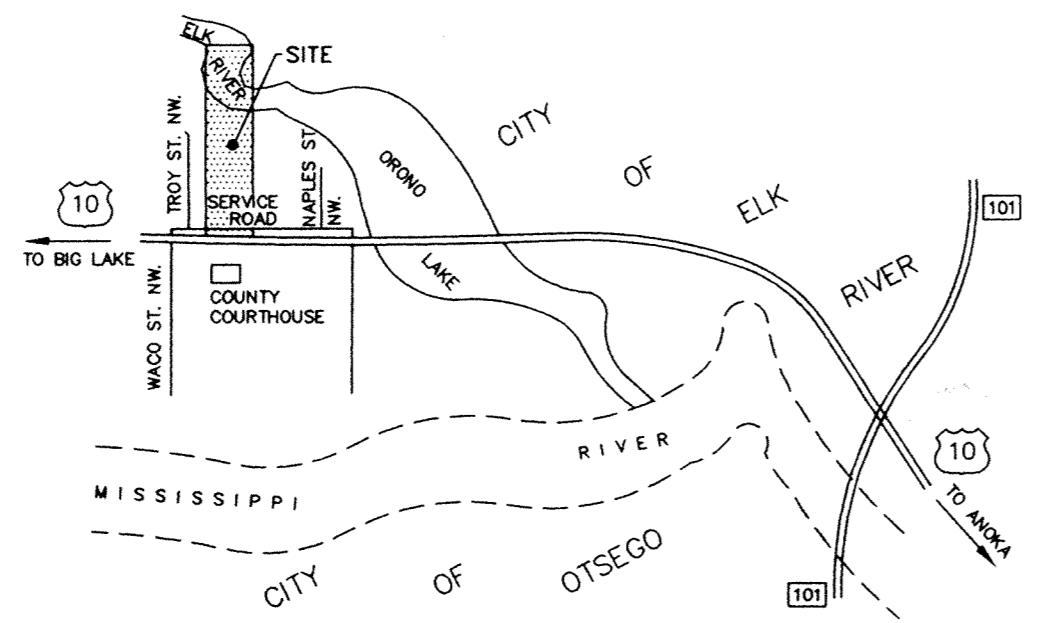 ELK
RIVER
SITE
TROY ST. NW.
SERVICE
ROAD
NAPLES ST.
NW.
ORONO
LAKE
CITY
OF
ELK
RIVER
101
10
TO BIG LAKE
WACO ST. NW.
COUNTY
COURTHOUSE
RIVER
MISSISSIPPI
10
TO ANOKA
CITY
OF
OTSEGO
101